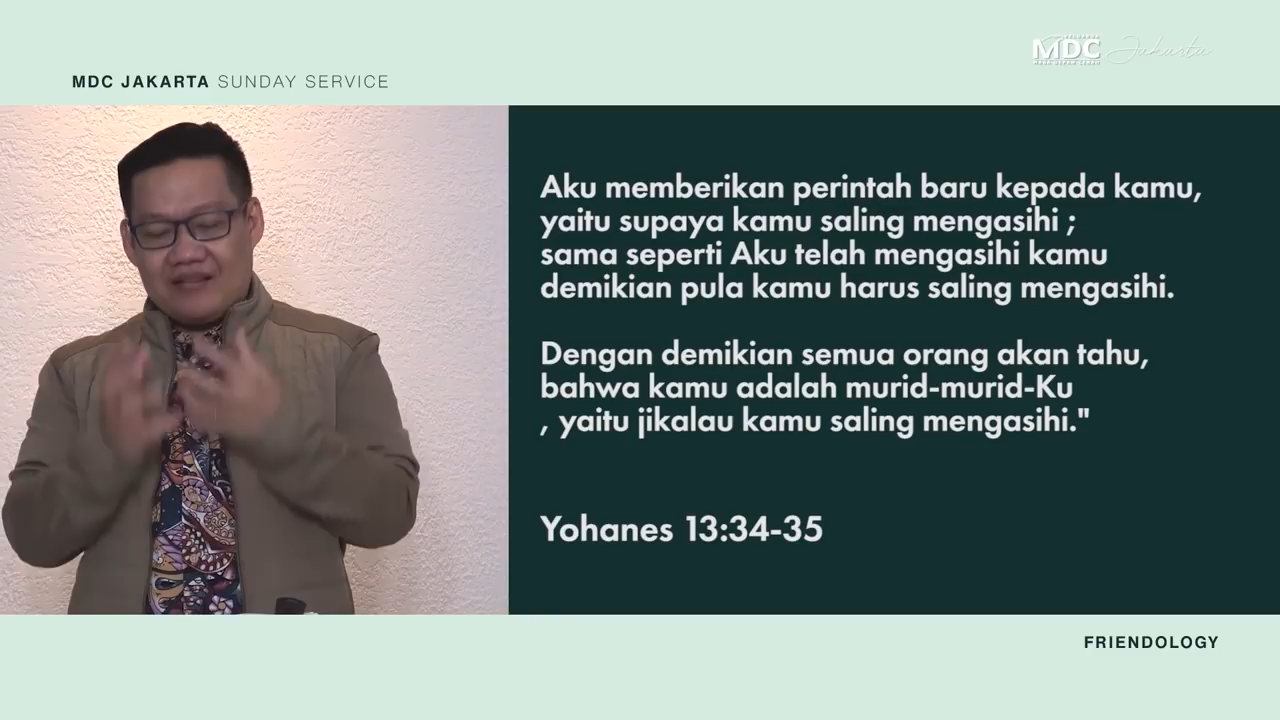 MDC Jakarta
MDC JAKARTA SUNDAY SERVICE
Aku memberikan perintah baru kepada kamu,
yaitu supaya kamu saling mengasihi ;
sama seperti Aku telah mengasihi kamu
demikian pula kamu harus saling mengasihi.
Dengan demikian semua orang akan tahu,
bahwa kamu adalah murid-murid-Ku
, yaitu jikalau kamu saling mengasihi."
Yohanes 13:34-35
FRIENDOLOGY